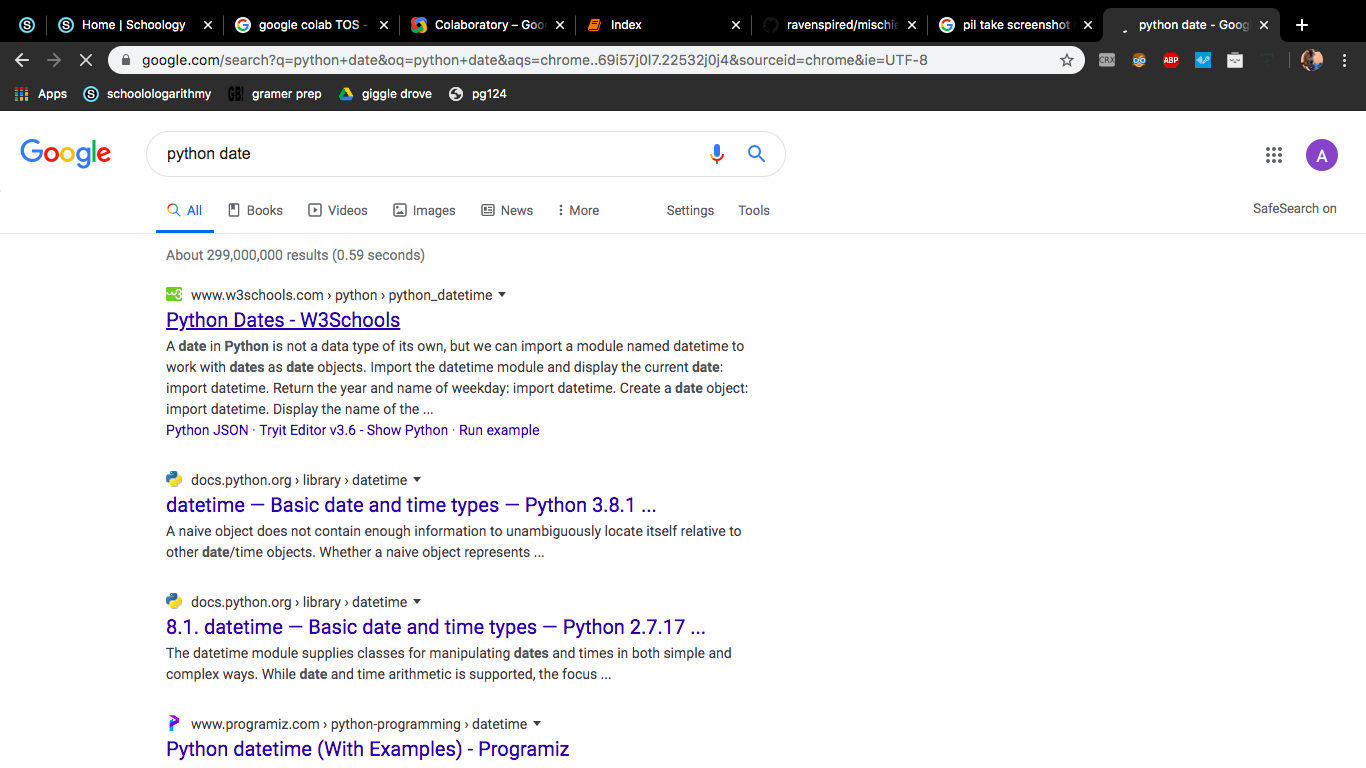 Home | Schoology
google colab TOS -
Colaboratory – Goo
Index
ravenspired/mischie
pil take screenshot
python date - Goog
google.com/search?q=python+date&oq=python+date&aqs=chrome..69i57j0l7.22532j0j4&sourceid=chrome&ie=UTF-8
CRX
ABP
Apps
schoolologarithmy
GB!
gramer prep
giggle drove
pg124
Google
python date
A
All
Books
Videos
Images
News
More
Settings
Tools
SafeSearch on
About 299,000,000 results (0.59 seconds)
www.w3schools.com › python › python_datetime
Python Dates - W3Schools
A date in Python is not a data type of its own, but we can import a module named datetime to
work with dates as date objects. Import the datetime module and display the current date:
import datetime. Return the year and name of weekday: import datetime. Create a date object:
import datetime. Display the name of the ...
Python JSON · Tryit Editor v3.6 - Show Python · Run example
docs.python.org › library › datetime
datetime — Basic date and time types — Python 3.8.1 ...
A naive object does not contain enough information to unambiguously locate itself relative to
other date/time objects. Whether a naive object represents ...
docs.python.org › library › datetime
8.1. datetime — Basic date and time types — Python 2.7.17 ...
The datetime module supplies classes for manipulating dates and times in both simple and
complex ways. While date and time arithmetic is supported, the focus ...
www.programiz.com › python-programming › datetime
Python datetime (With Examples) - Programiz